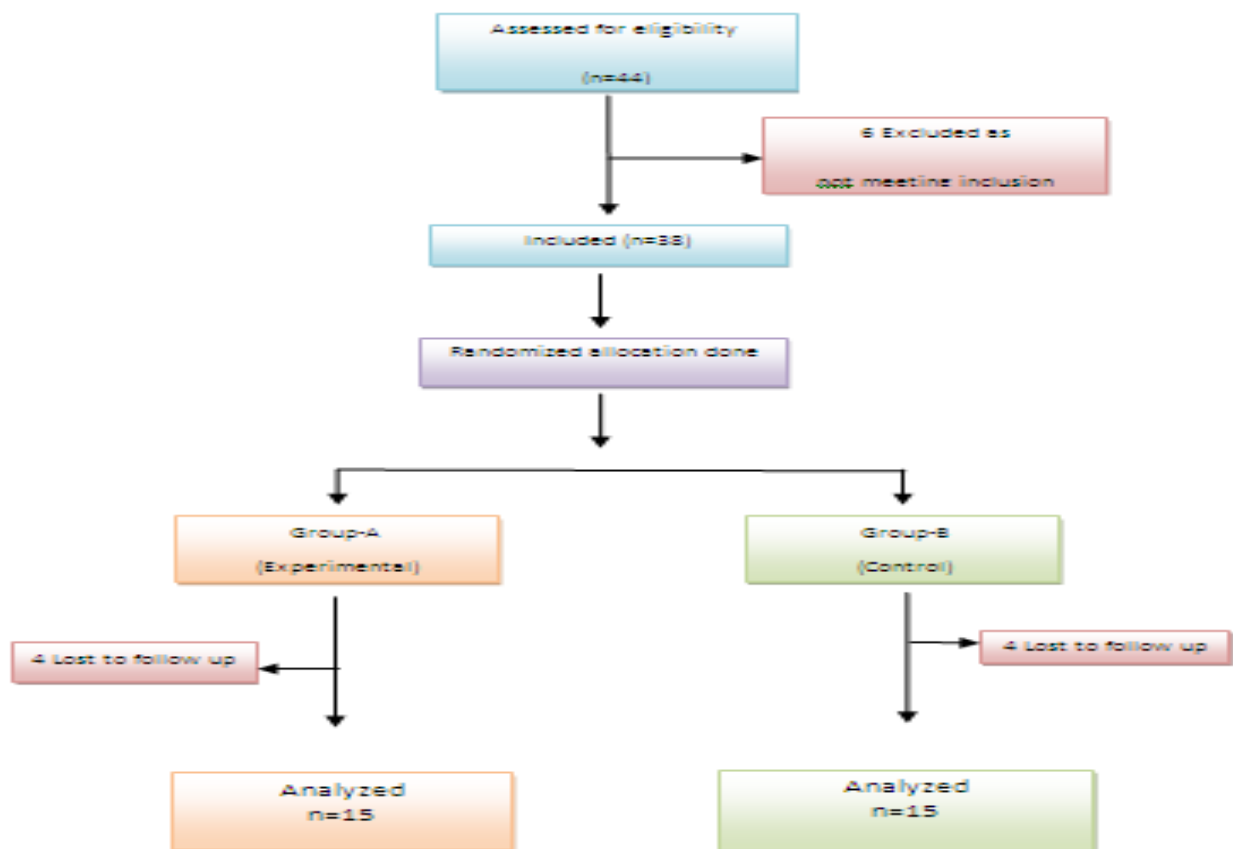 Assessed for eligibility
(n=44)
6 Excluded as
not meeting inclusion
Included (n=38)
Randomized allocation done
Group-A
(Experimental)
Group-B
(Control)
4 Lost to follow up
4 Lost to follow up
Analyzed
n=15
Analyzed
n=15